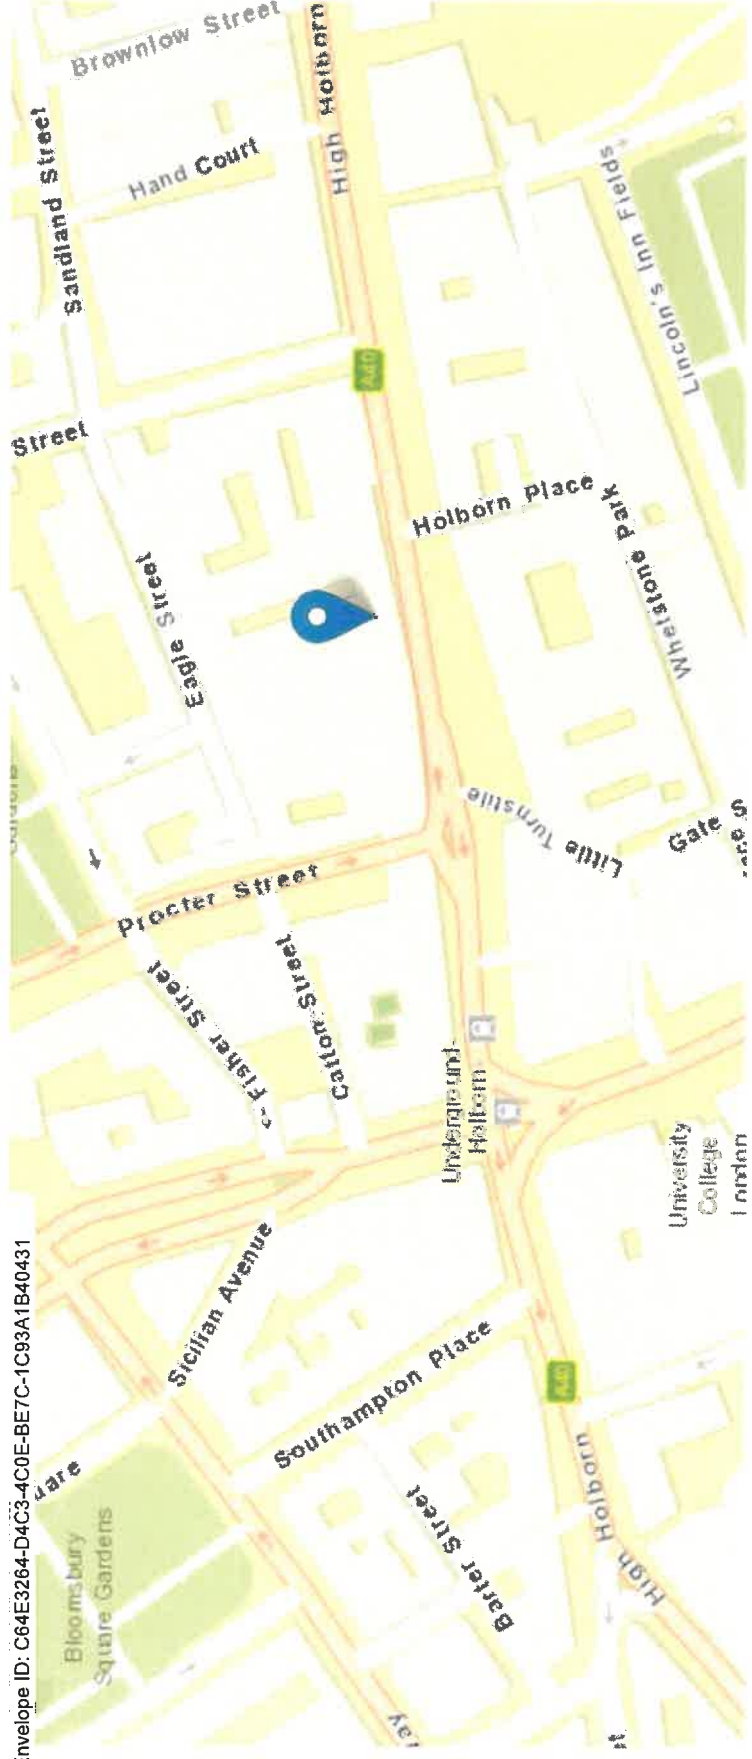 nvelope ID: C64E3264-D4C3-4C0E-BE7C-1C93A1B40431
Bloomsbury
Square Gardens
uare
Sicilian Avenue
Southampton Place
Barter Street
High Holborn
A40
Underground-
Holborn
University
College
London
Fisher Street
Catton Street
Procter Street
Little Turnstile
Gate S
Eagle Street
Holborn Place
Whetstone Park
Lincoln's Inn Fields
Street
A40
Sandland Street
Hand Court
Brownlow Street
High Holborn